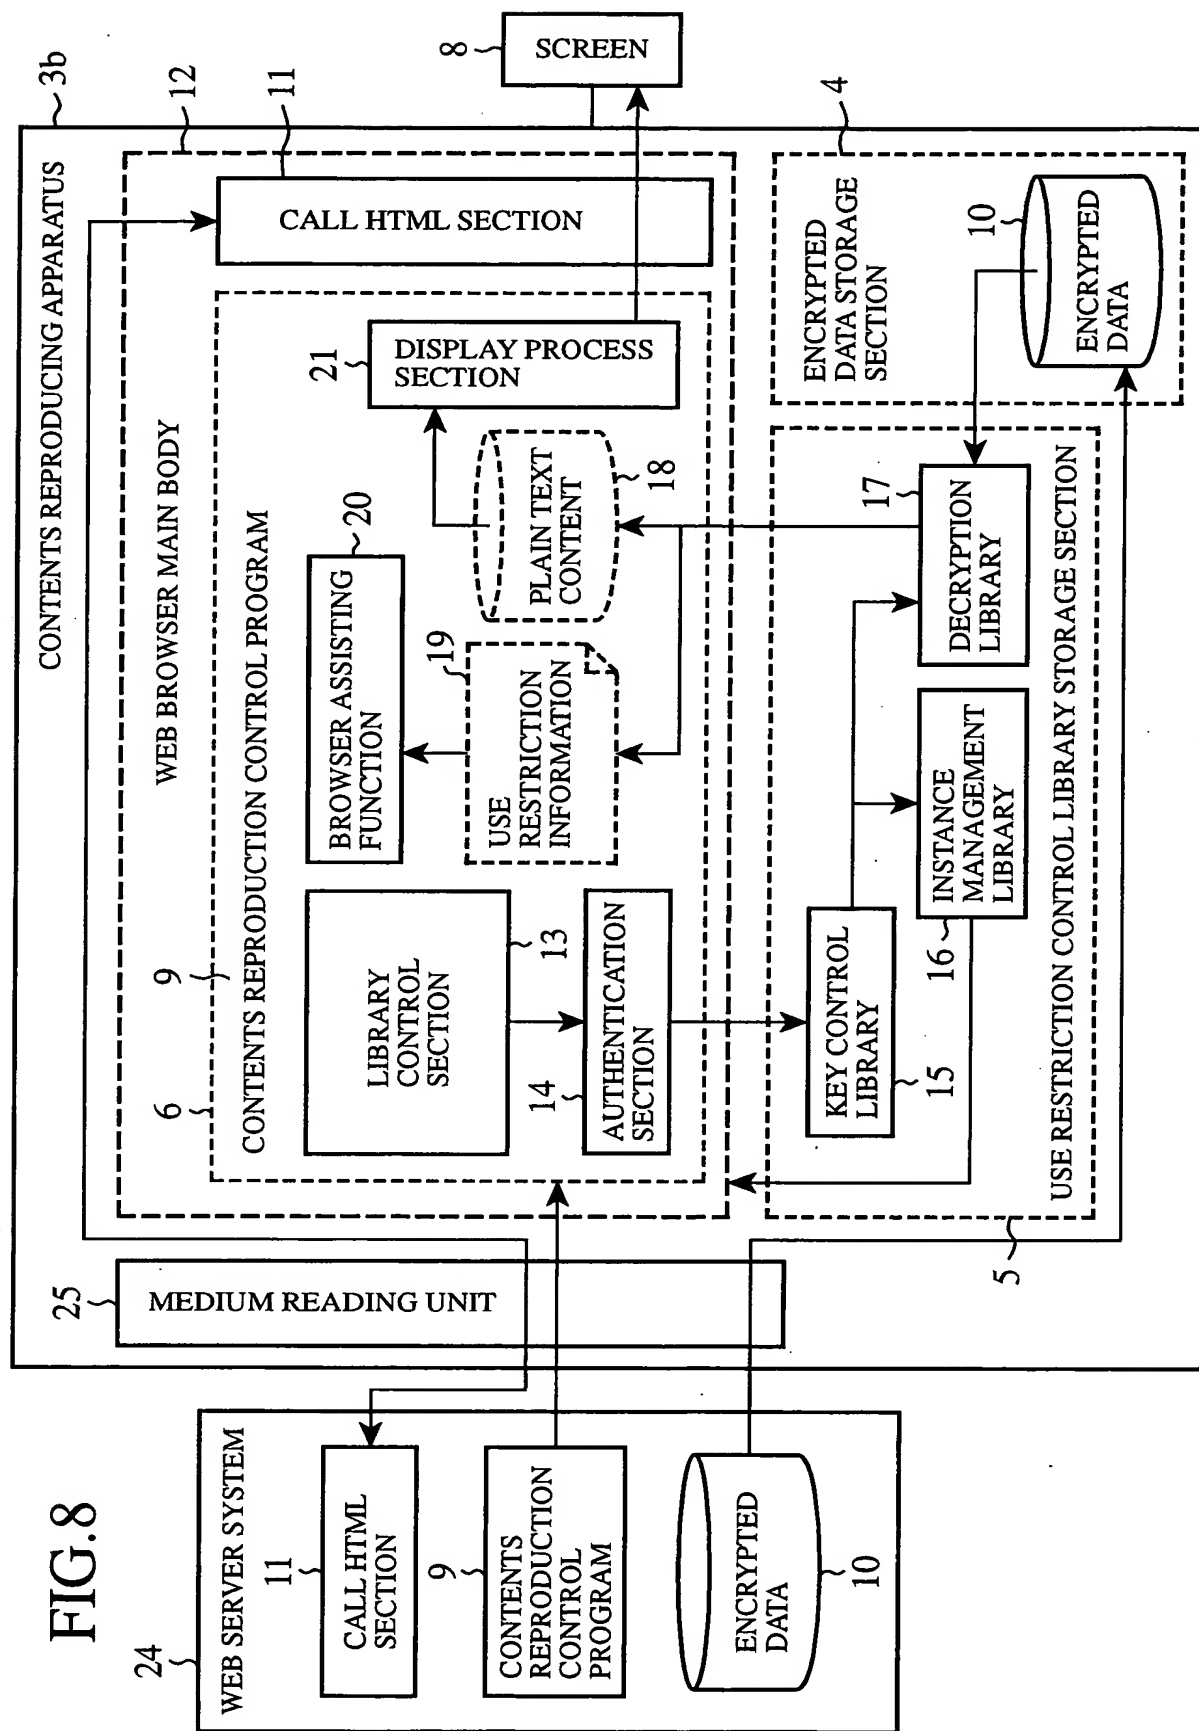 FIG.8
24
WEB SERVER SYSTEM
11
CALL HTML
SECTION
9
CONTENTS
REPRODUCTION
CONTROL
PROGRAM
ENCRYPTED
DATA
10
3b
CONTENTS REPRODUCING APPARATUS
25
MEDIUM READING UNIT
12
WEB BROWSER MAIN BODY
11
CALL HTML SECTION
6
9
CONTENTS REPRODUCTION CONTROL PROGRAM
LIBRARY
CONTROL
SECTION
13
14
AUTHENTICATION
SECTION
20
BROWSER ASSISTING
FUNCTION
19
USE
RESTRICTION
INFORMATION
PLAIN TEXT
CONTENT
18
21
DISPLAY PROCESS
SECTION
8
SCREEN
5
KEY CONTROL
LIBRARY
15
16
INSTANCE
MANAGEMENT
LIBRARY
17
DECRYPTION
LIBRARY
USE RESTRICTION CONTROL LIBRARY STORAGE SECTION
4
ENCRYPTED
DATA STORAGE
SECTION
10
ENCRYPTED
DATA